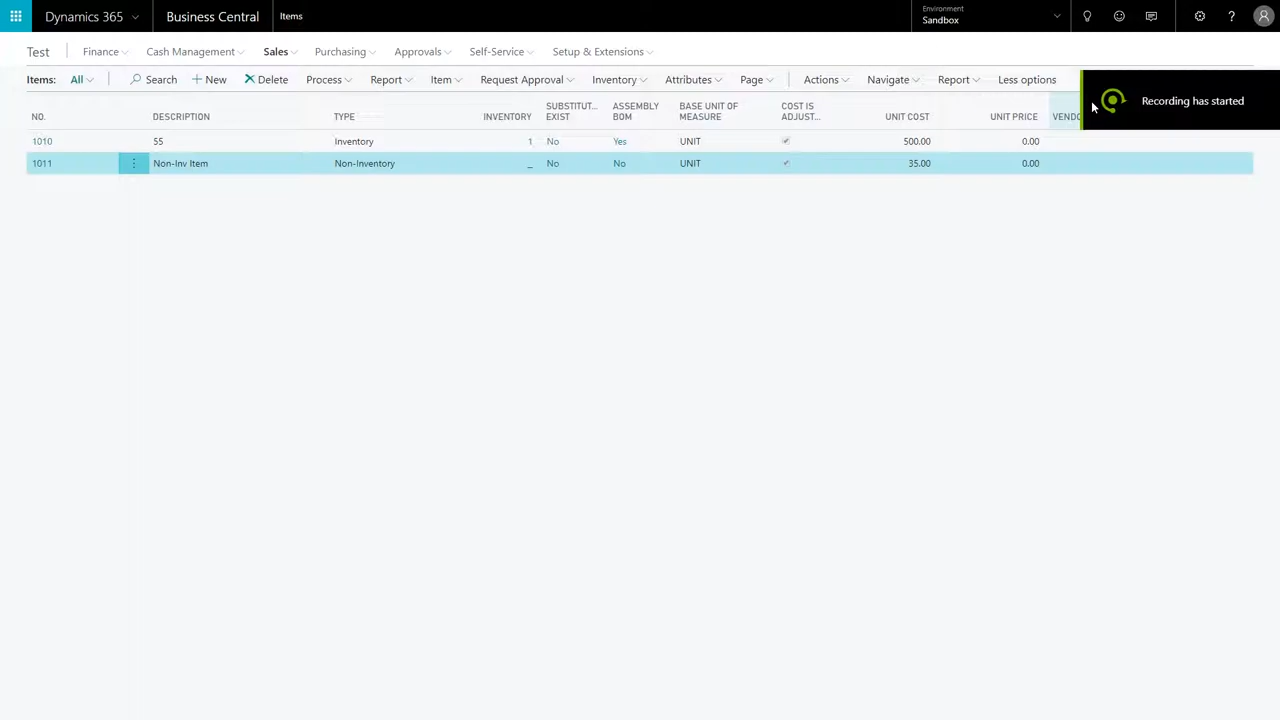 Dynamics 365 Business Central Items Environment Sandbox ?
Test Finance Cash Management Sales Purchasing Approvals Self-Service Setup & Extensions
Items: All Search + New Delete Process Report Item Request Approval Inventory Attributes Page Actions Navigate Report Less options
Recording has started
NO. DESCRIPTION TYPE INVENTORY SUBSTITUT... EXIST ASSEMBLY BOM BASE UNIT OF MEASURE COST IS ADJUST... UNIT COST UNIT PRICE VENDO
1010 55 Inventory 1 No Yes UNIT 500.00 0.00
1011 Non-Inv Item Non-Inventory _ No No UNIT 35.00 0.00